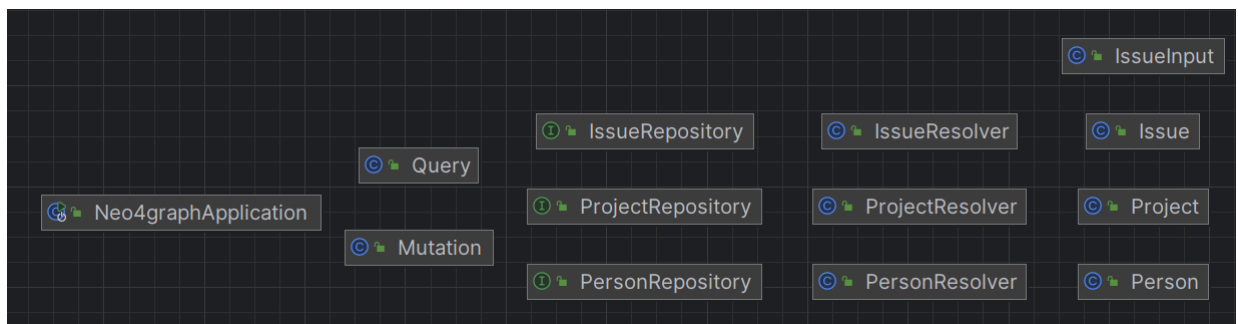 IssueInput
IssueRepository
IssueResolver
Issue
Query
Neo4graphApplication
ProjectRepository
ProjectResolver
Project
Mutation
PersonRepository
PersonResolver
Person